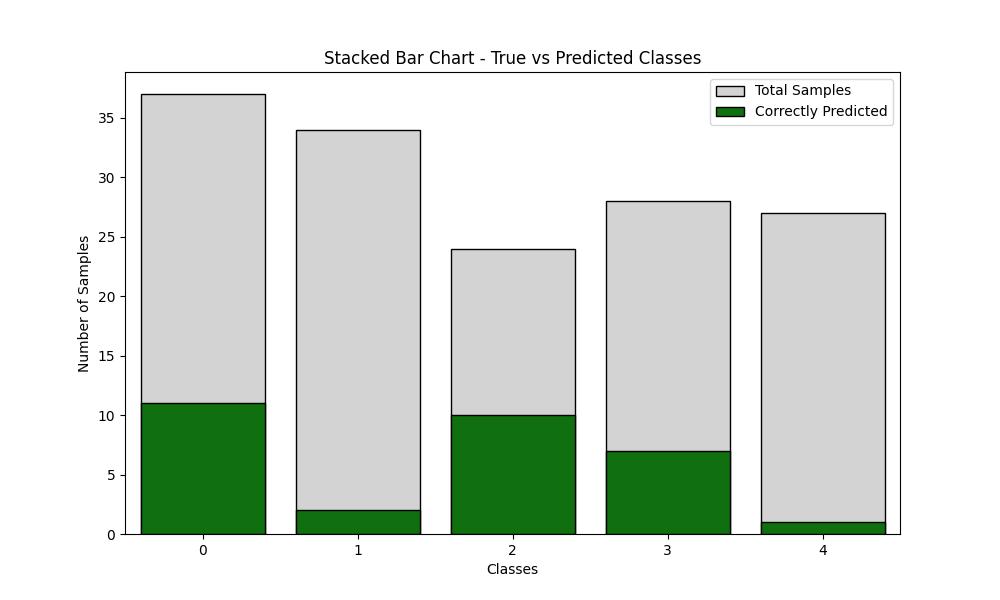 Stacked Bar Chart - True vs Predicted Classes
Total Samples
Correctly Predicted
Number of Samples
35
30
25
20
15
10
5
0
0 1 2 3 4
Classes